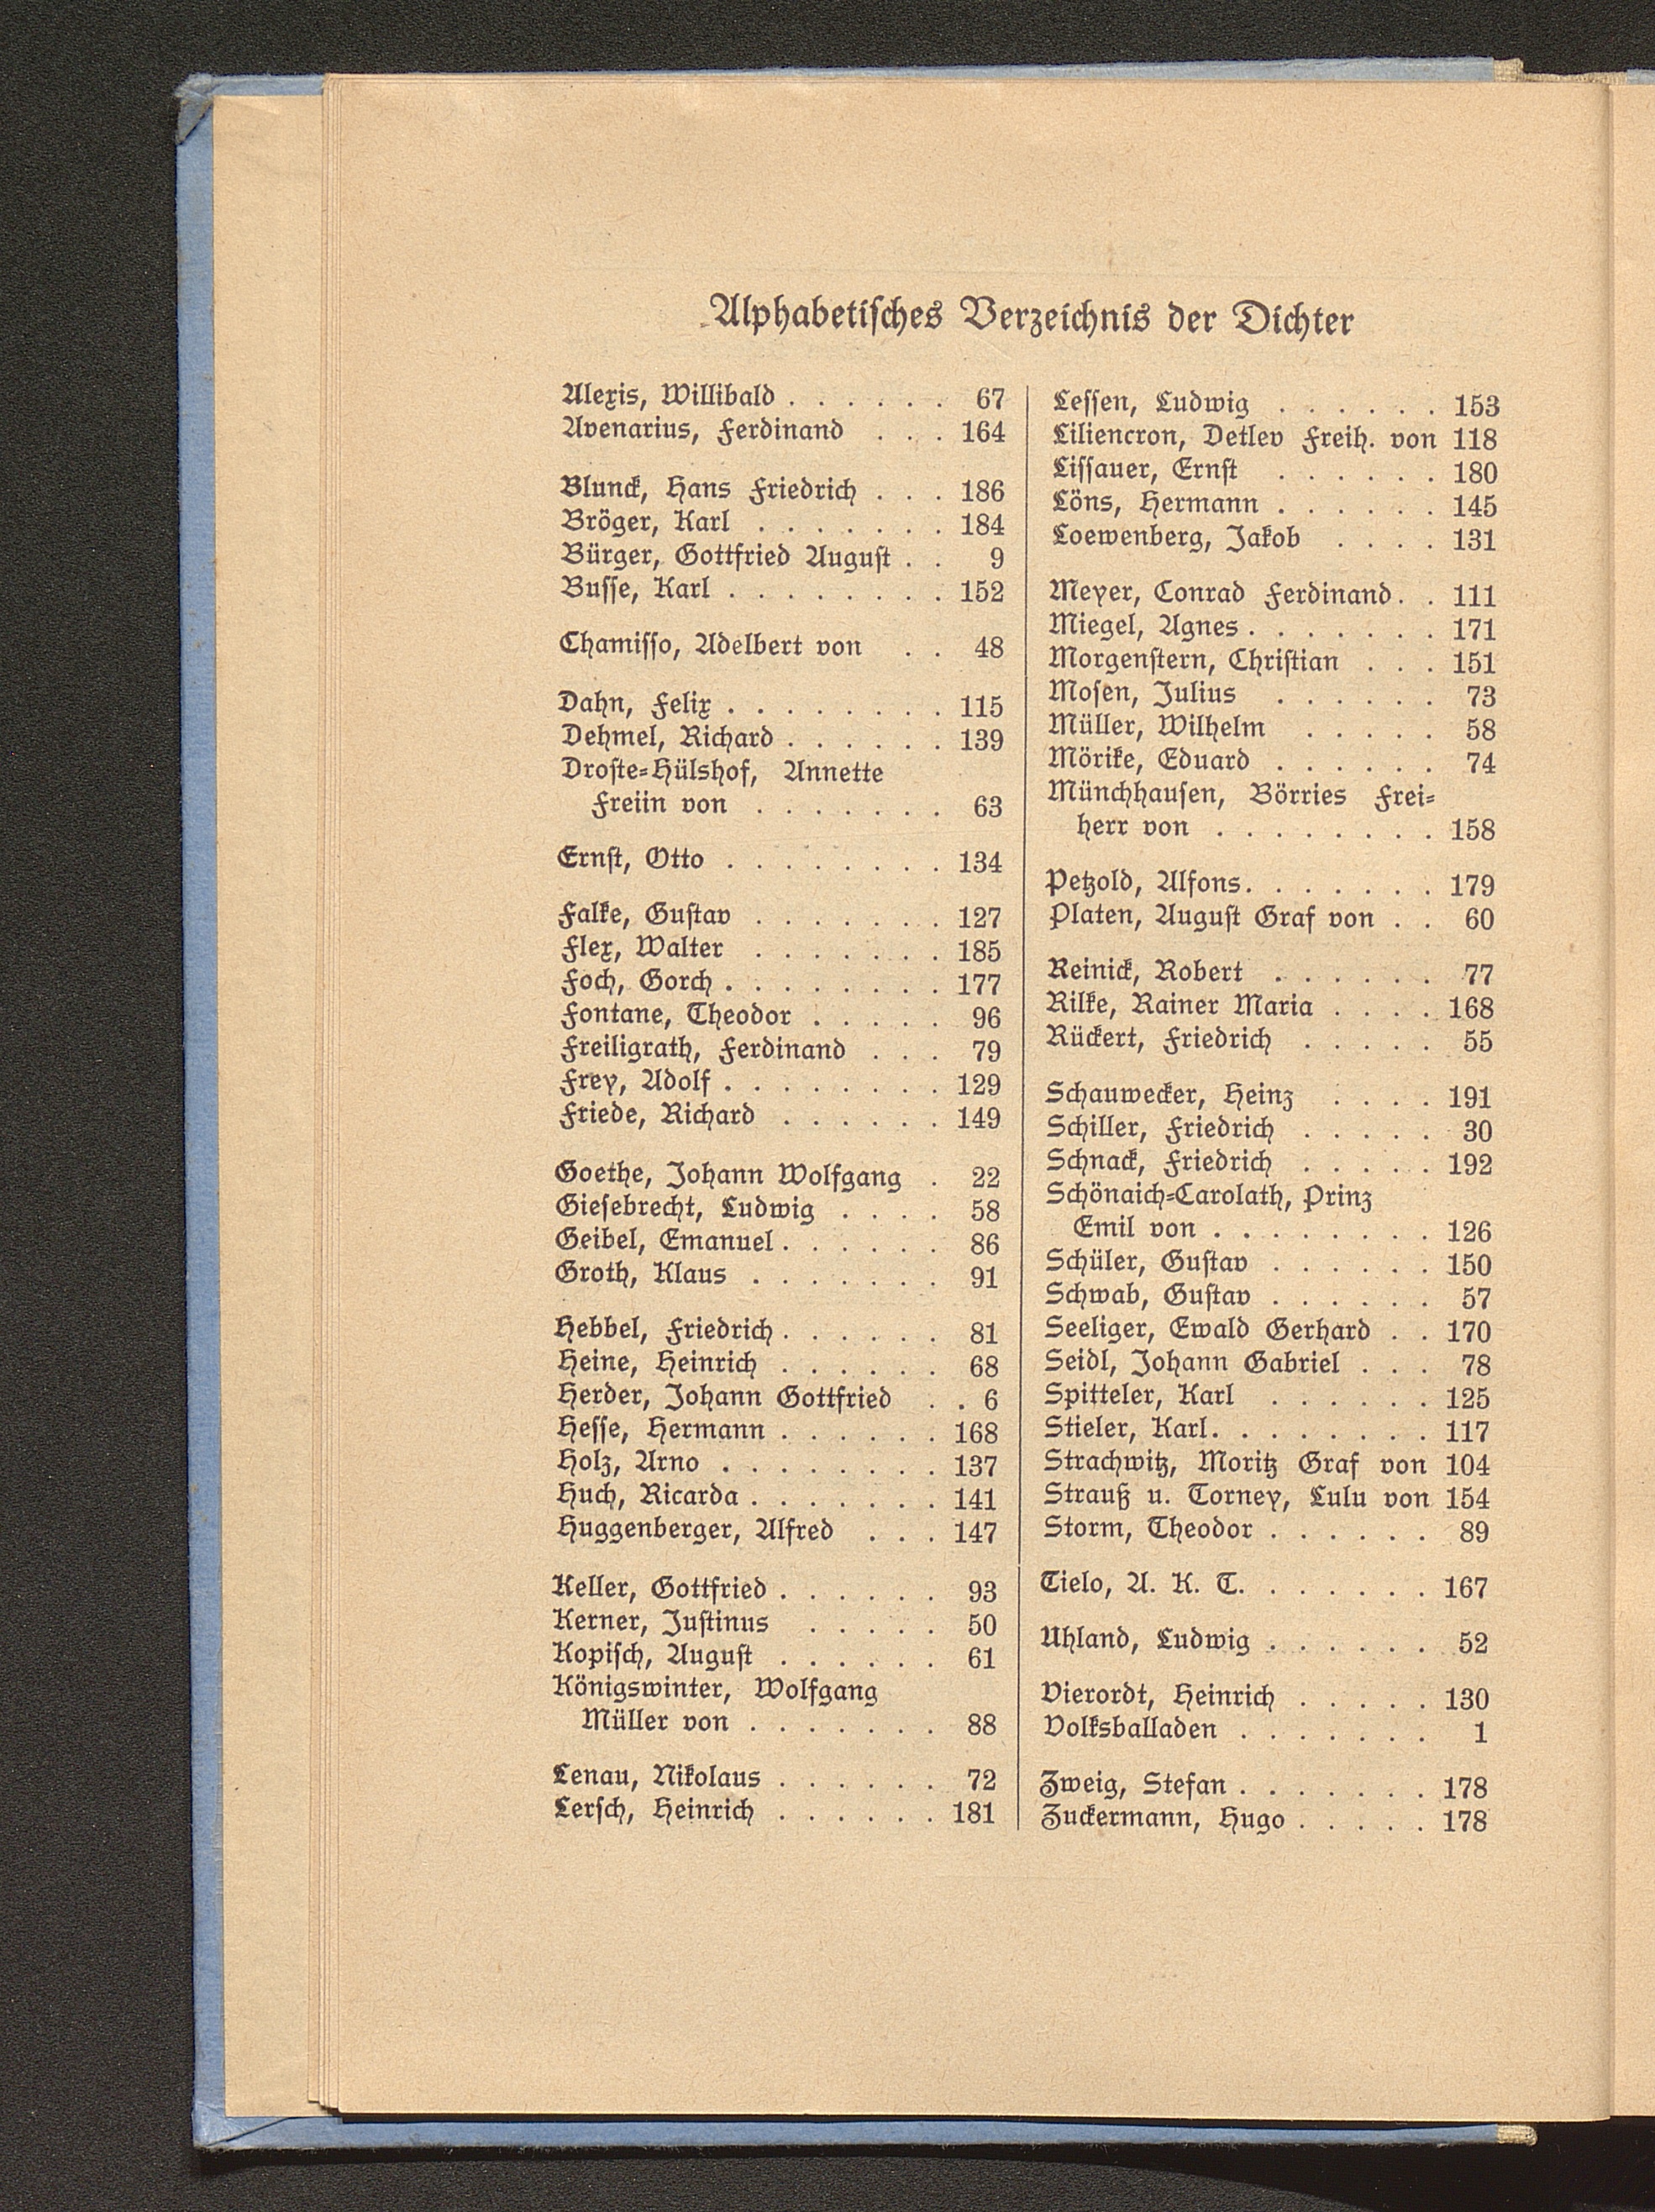 Alphabetisches Verzeichnis der Dichter
Alexis, Willibald . . . . . . 67
Avenarius, Ferdinand . . . 164
Blunck, Hans Friedrich . . . 186
Bröger, Karl . . . . . . . 184
Bürger, Gottfried August . . 9
Busse, Karl . . . . . . . . 152
Chamisso, Adelbert von . . 48
Dahn, Felix . . . . . . . . 115
Dehmel, Richard . . . . . . 139
Droste-Hülshof, Annette
Freiin von . . . . . . . 63
Ernst, Otto . . . . . . . . 134
Falke, Gustav . . . . . . . 127
Flex, Walter . . . . . . . 185
Foch, Gorch . . . . . . . . 177
Fontane, Theodor . . . . . 96
Freiligrath, Ferdinand . . . 79
Frey, Adolf . . . . . . . . 129
Friede, Richard . . . . . . 149
Goethe, Johann Wolfgang . 22
Giesebrecht, Ludwig . . . . 58
Geibel, Emanuel . . . . . . 86
Groth, Klaus . . . . . . . 91
Hebbel, Friedrich . . . . . . 81
Heine, Heinrich . . . . . . 68
Herder, Johann Gottfried . . 6
Hesse, Hermann . . . . . . 168
Holz, Arno . . . . . . . . 137
Huch, Ricarda . . . . . . . 141
Huggenberger, Alfred . . . 147
Keller, Gottfried . . . . . . 93
Kerner, Justinus . . . . . 50
Kopisch, August . . . . . . 61
Königswinter, Wolfgang
Müller von . . . . . . . 88
Lenau, Nikolaus . . . . . . 72
Lersch, Heinrich . . . . . . 181
Lessen, Ludwig . . . . . . 153
Liliencron, Detlev Freih. von 118
Lissauer, Ernst . . . . . . 180
Löns, Hermann . . . . . . 145
Loewenberg, Jakob . . . . 131
Meyer, Conrad Ferdinand . . 111
Miegel, Agnes . . . . . . . 171
Morgenstern, Christian . . . 151
Mosen, Julius . . . . . . 73
Müller, Wilhelm . . . . . 58
Mörike, Eduard . . . . . . 74
Münchhausen, Börries Frei-
herr von . . . . . . . . 158
Petzold, Alfons . . . . . . . 179
Platen, August Graf von . . 60
Reinick, Robert . . . . . . 77
Rilke, Rainer Maria . . . . 168
Rückert, Friedrich . . . . . 55
Schauwecker, Heinz . . . . 191
Schiller, Friedrich . . . . . 30
Schnack, Friedrich . . . . . 192
Schönaich-Carolath, Prinz
Emil von . . . . . . . . 126
Schüler, Gustav . . . . . . 150
Schwab, Gustav . . . . . . 57
Seeliger, Ewald Gerhard . . 170
Seidl, Johann Gabriel . . . 78
Spitteler, Karl . . . . . . 125
Stieler, Karl . . . . . . . . 117
Strachwitz, Moritz Graf von 104
Strauß u. Torney, Lulu von 154
Storm, Theodor . . . . . . 89
Tielo, A. K. T. . . . . . . 167
Uhland, Ludwig . . . . . . 52
Vierordt, Heinrich . . . . . 130
Volksballaden . . . . . . . 1
Zweig, Stefan . . . . . . . 178
Zuckermann, Hugo . . . . . 178